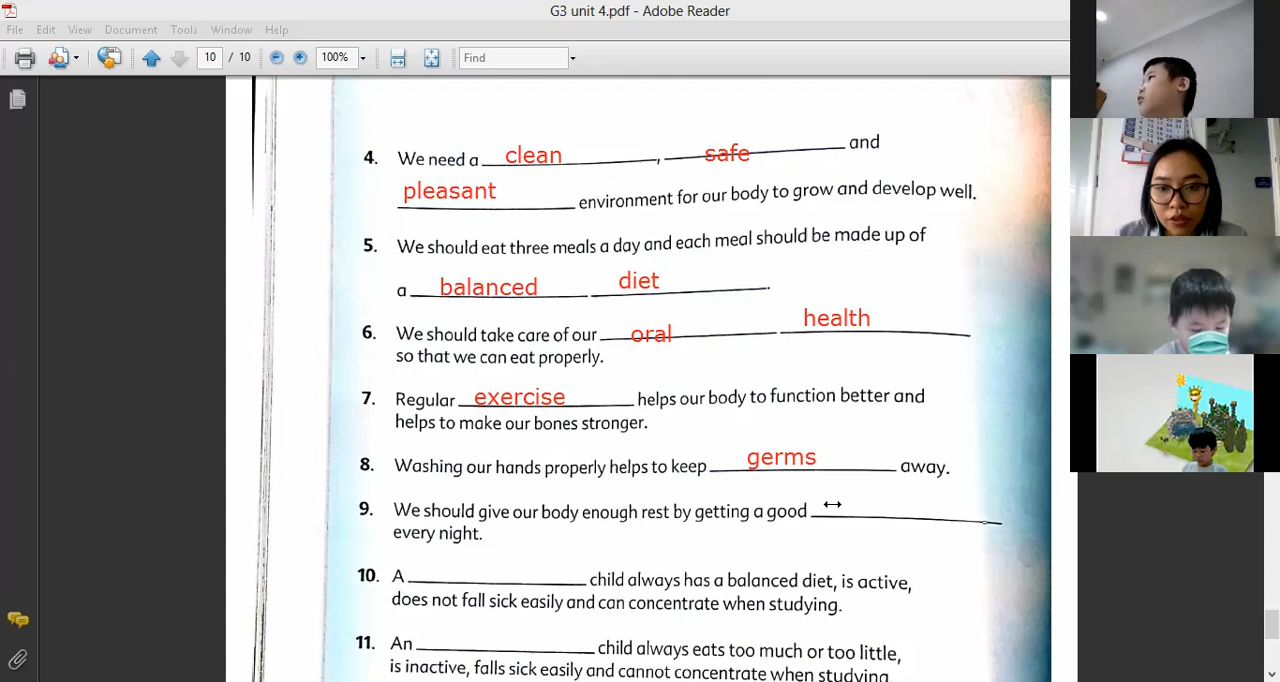 G3 unit 4.pdf - Adobe Reader
File Edit View Document Tools Window Help
10 / 10 100% Find
4. We need a clean , safe and
pleasant environment for our body to grow and develop well.
5. We should eat three meals a day and each meal should be made up of
a balanced diet .
6. We should take care of our oral health
so that we can eat properly.
7. Regular exercise helps our body to function better and
helps to make our bones stronger.
8. Washing our hands properly helps to keep germs away.
9. We should give our body enough rest by getting a good
every night.
10. A child always has a balanced diet, is active,
does not fall sick easily and can concentrate when studying.
11. An child always eats too much or too little,
is inactive, falls sick easily and cannot concentrate when studying.